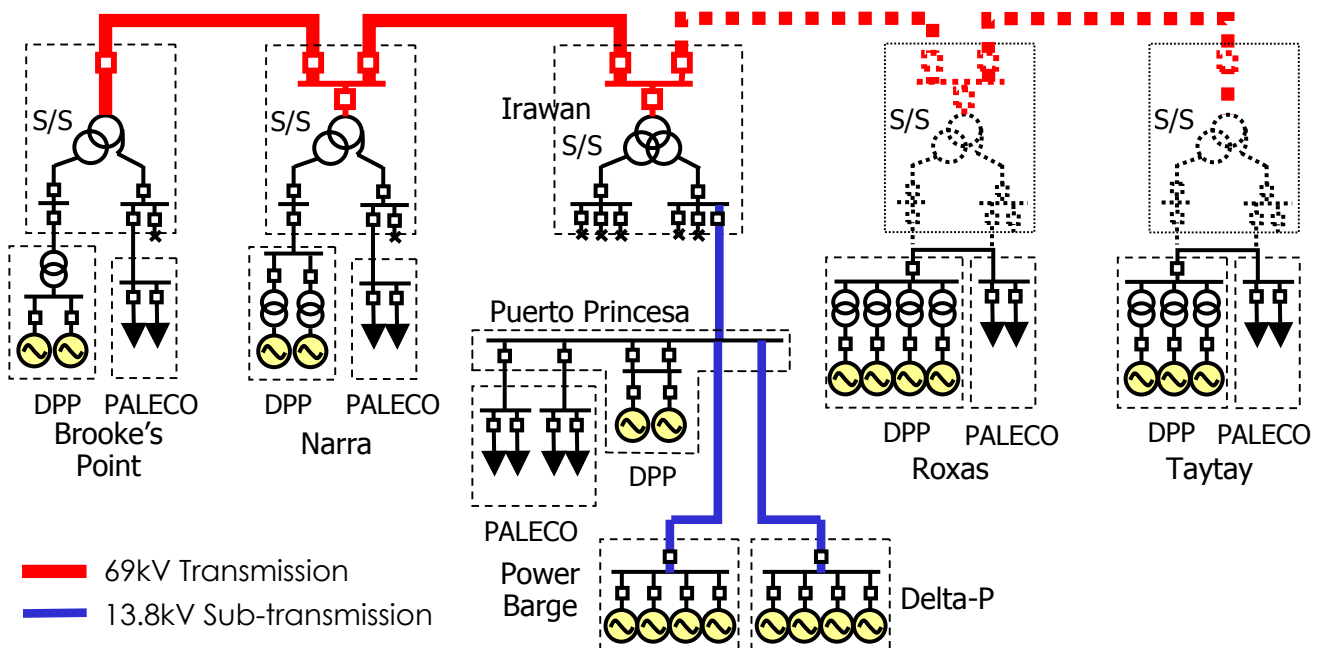 S/S
S/S
Irawan
S/S
S/S
S/S
Puerto Princesa
DPP
PALECO
Brooke's
Point
DPP
PALECO
Narra
DPP
PALECO
DPP
PALECO
Roxas
DPP
PALECO
Taytay
Power
Barge
Delta-P
69kV Transmission
13.8kV Sub-transmission